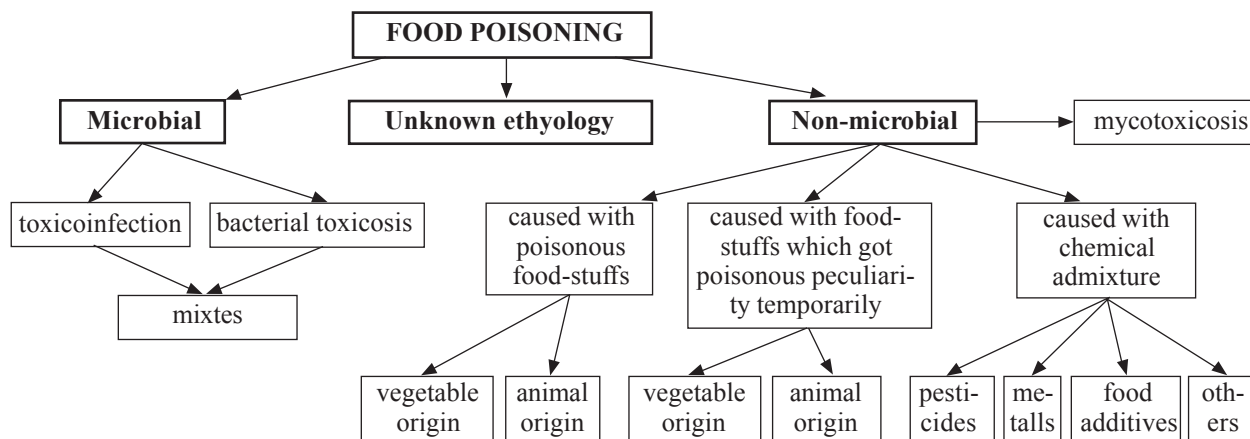 FOOD POISONING
Microbial
Unknown ethyology
Non-microbial
mycotoxicosis
toxicoinfection
bacterial toxicosis
mixtes
caused with
poisonous
food-stuffs
caused with food-
stuffs which got
poisonous peculiari-
ty temporarily
caused with
chemical
admixture
vegetable
origin
animal
origin
vegetable
origin
animal
origin
pesti-
cides
me-
talls
food
additives
oth-
ers